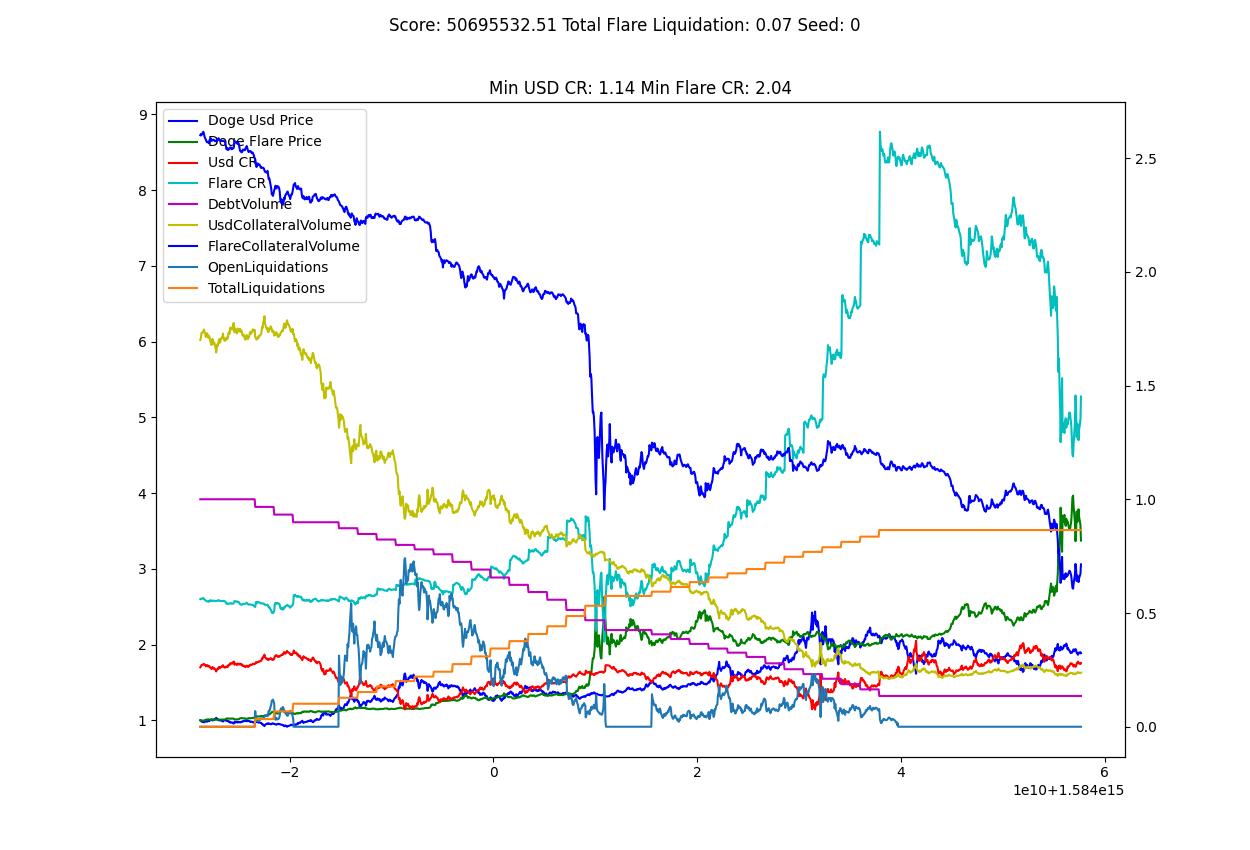 Score: 50695532.51 Total Flare Liquidation: 0.07 Seed: 0
Min USD CR: 1.14 Min Flare CR: 2.04
Doge Usd Price
Doge Flare Price
Usd CR
Flare CR
DebtVolume
UsdCollateralVolume
FlareCollateralVolume
OpenLiquidations
TotalLiquidations
9
8
7
6
5
4
3
2
1
2.5
2.0
1.5
1.0
0.5
0.0
−2
0
2
4
6
1e10+1.584e15